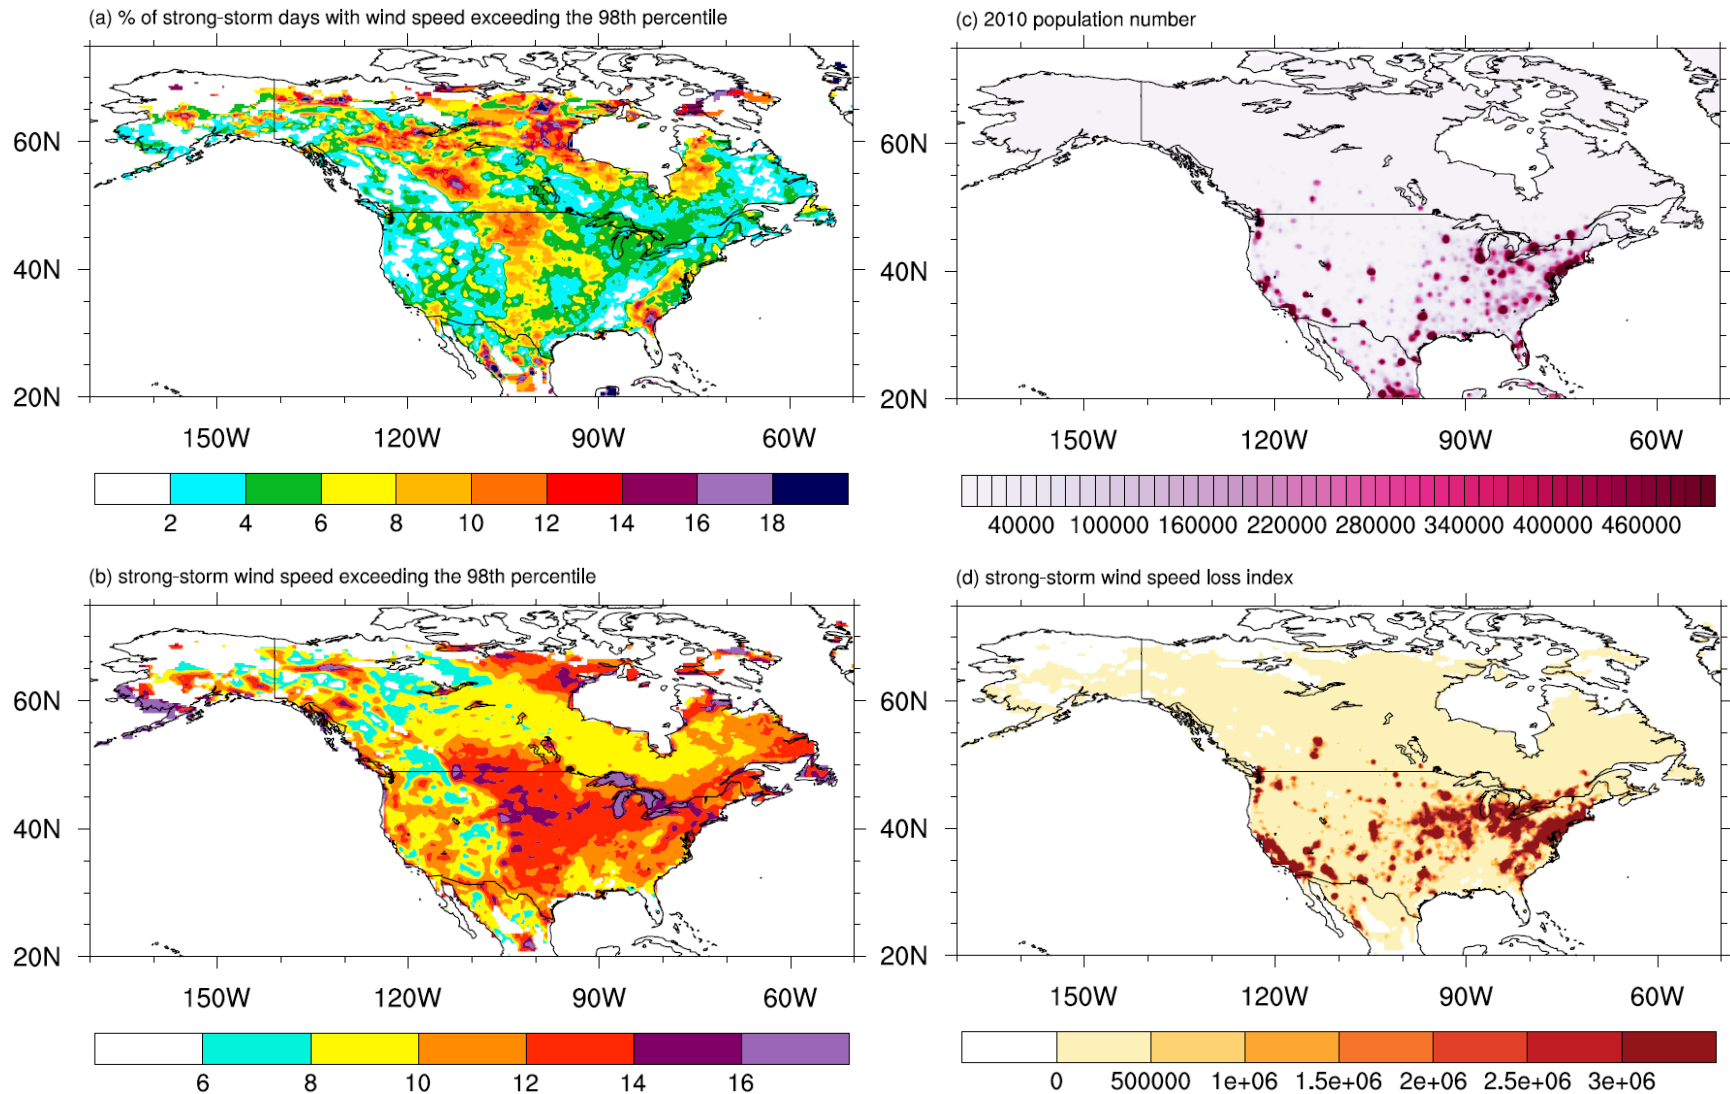 (a) % of strong-storm days with wind speed exceeding the 98th percentile
60N
40N
20N
150W 120W 90W 60W
2 4 6 8 10 12 14 16 18
(c) 2010 population number
60N
40N
20N
150W 120W 90W 60W
40000 100000 160000 220000 280000 340000 400000 460000
(b) strong-storm wind speed exceeding the 98th percentile
60N
40N
20N
150W 120W 90W 60W
6 8 10 12 14 16
(d) strong-storm wind speed loss index
60N
40N
20N
150W 120W 90W 60W
0 500000 1e+06 1.5e+06 2e+06 2.5e+06 3e+06